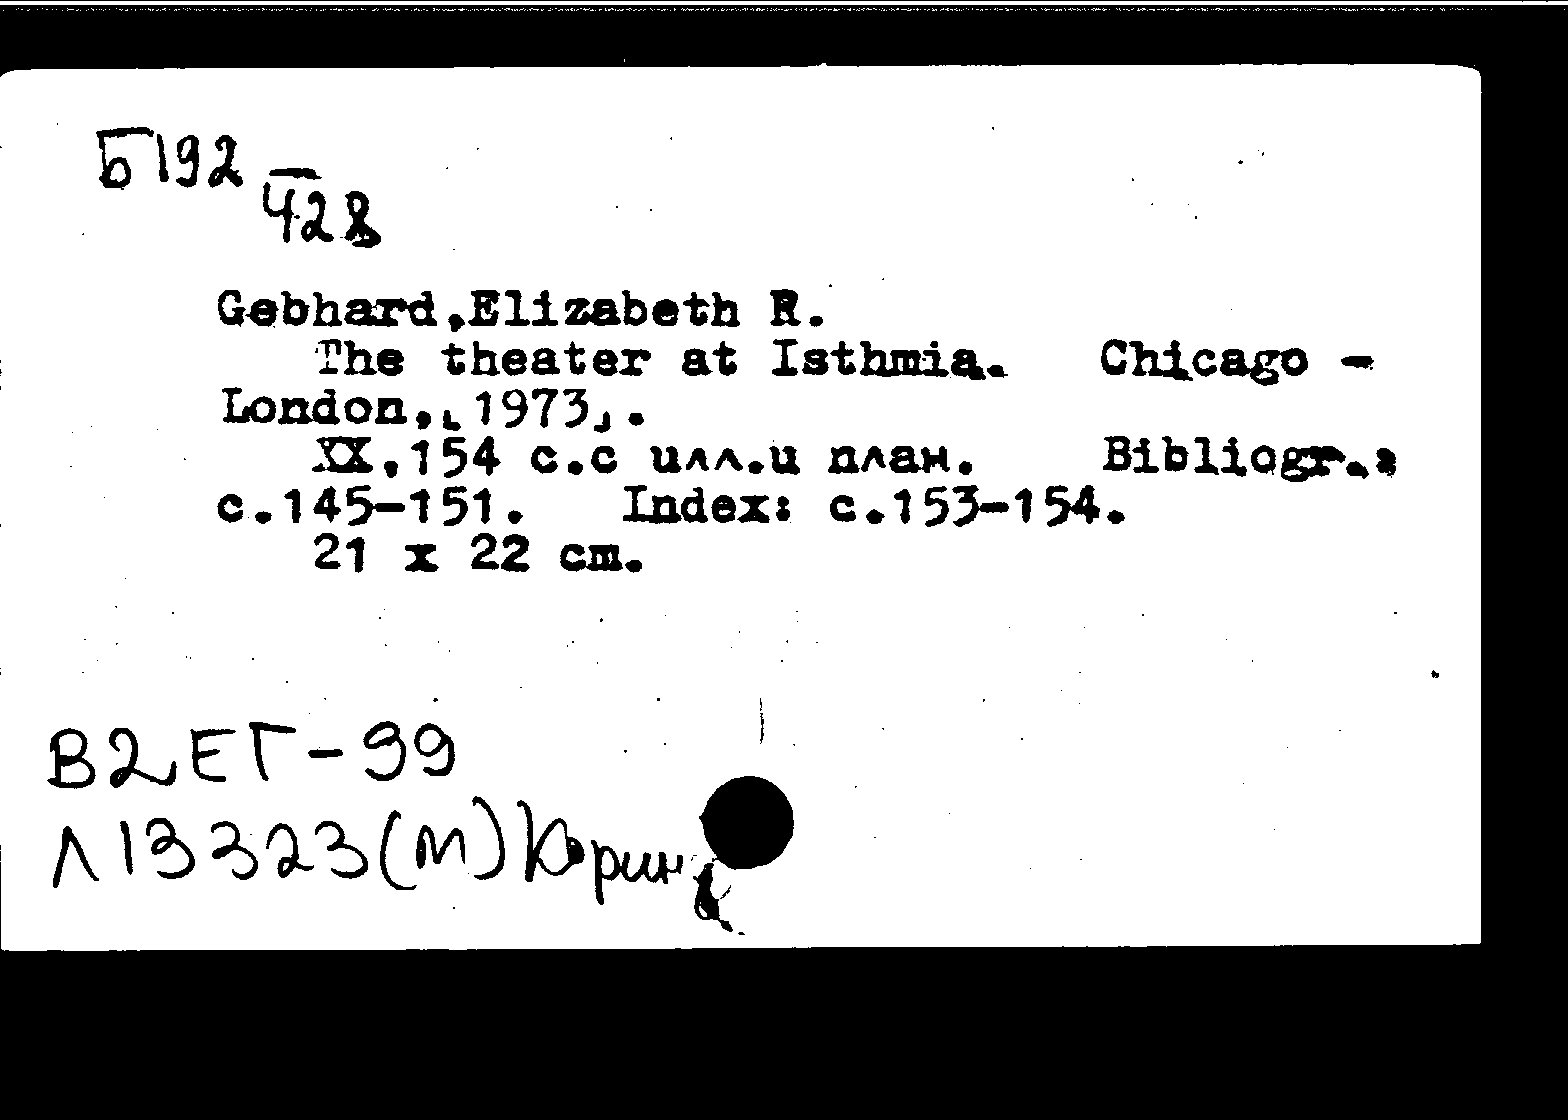 Б192
428
Gebhard,Elizabeth R.
The theater at Isthmia. Chicago -
London,⌞1973⌟.
XX,154 с.с илл.и план. Bibliogr.:
с.145-151. Index: с.153-154.
21 x 22 cm.
В2ЕГ-99
Л13323(М)